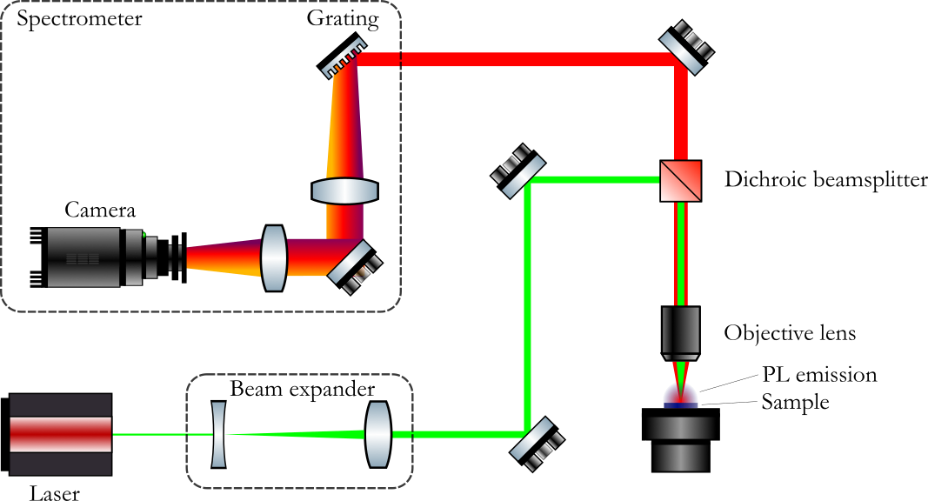 Spectrometer
Grating
Camera
Dichroic beamsplitter
Objective lens
PL emission
Sample
Beam expander
Laser